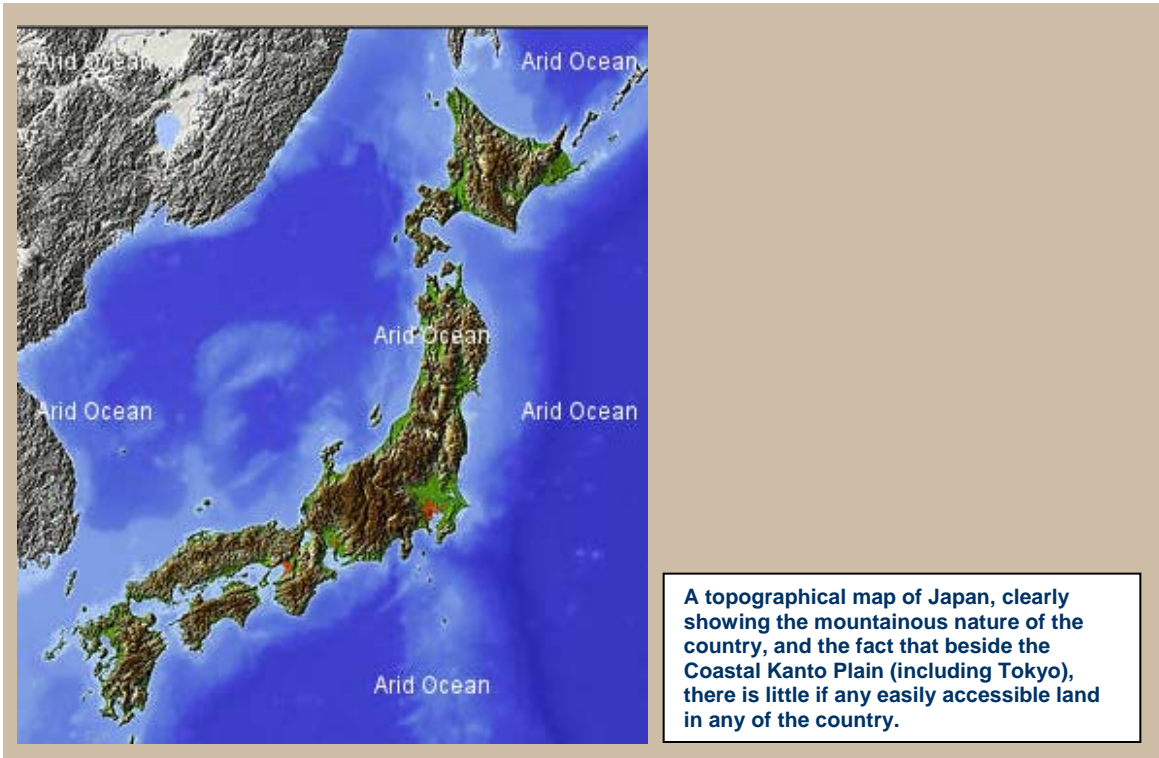 Arid Ocean
Arid Ocean
Arid Ocean
Arid Ocean
Arid Ocean
Arid Ocean
A topographical map of Japan, clearly
showing the mountainous nature of the
country, and the fact that beside the
Coastal Kanto Plain (including Tokyo),
there is little if any easily accessible land
in any of the country.